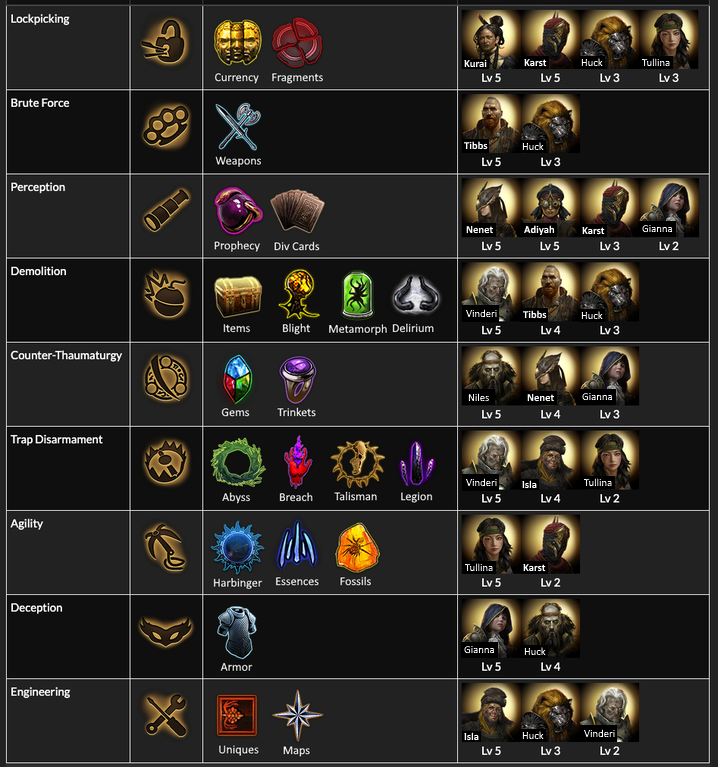 Lockpicking
Currency Fragments
Kurai Karst Huck Tullina
Lv 5 Lv 5 Lv 3 Lv 3
Brute Force
Weapons
Tibbs Huck
Lv 5 Lv 3
Perception
Prophecy Div Cards
Nenet Adiyah Karst Gianna
Lv 5 Lv 5 Lv 3 Lv 2
Demolition
Items Blight Metamorph Delirium
Vinderi Tibbs Huck
Lv 5 Lv 4 Lv 3
Counter-Thaumaturgy
Gems Trinkets
Niles Nenet Gianna
Lv 5 Lv 4 Lv 3
Trap Disarmament
Abyss Breach Talisman Legion
Vinderi Isla Tullina
Lv 5 Lv 4 Lv 2
Agility
Harbinger Essences Fossils
Tullina Karst
Lv 5 Lv 2
Deception
Armor
Gianna Huck
Lv 5 Lv 4
Engineering
Uniques Maps
Isla Huck Vinderi
Lv 5 Lv 3 Lv 2